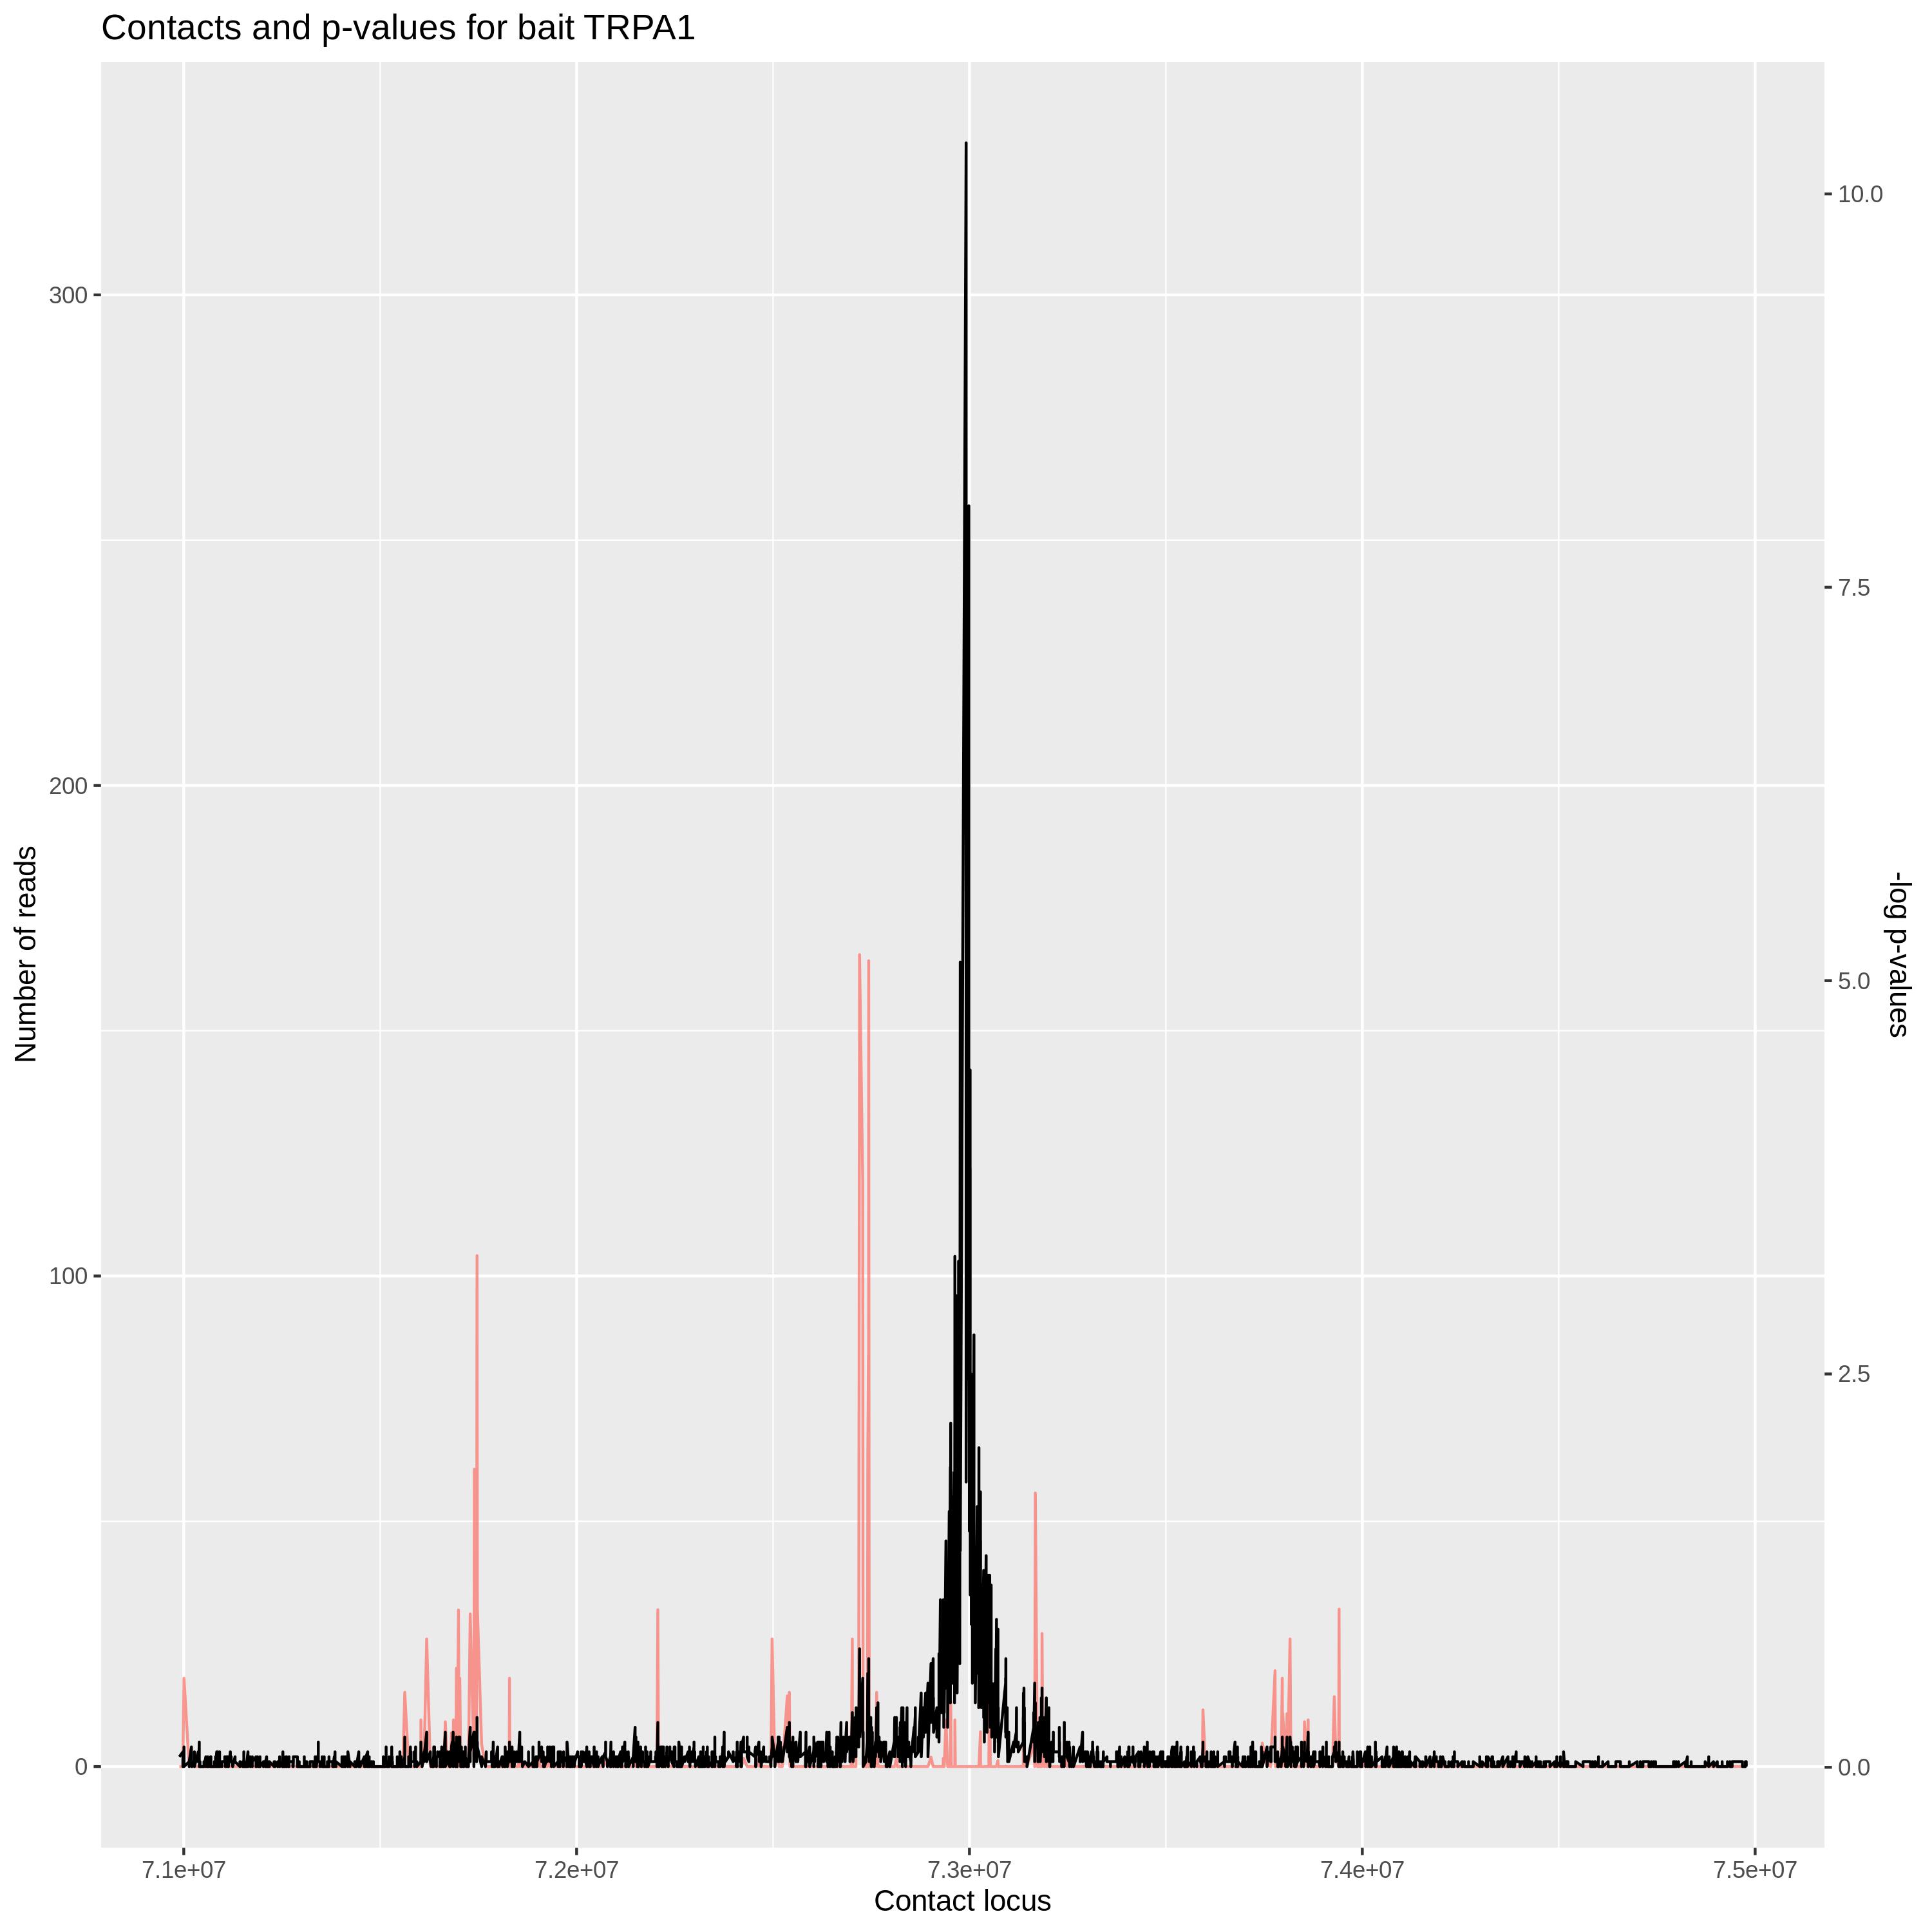 Contacts and p-values for bait TRPA1
Number of reads
300
200
100
0
10.0
7.5
5.0
2.5
0.0
-log p-values
7.1e+07 7.2e+07 7.3e+07 7.4e+07 7.5e+07
Contact locus